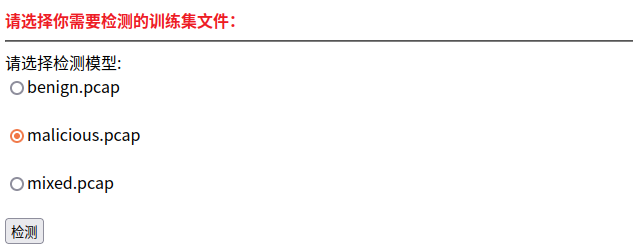 请选择你需要检测的训练集文件：
请选择检测模型:
benign.pcap
malicious.pcap
mixed.pcap
检测